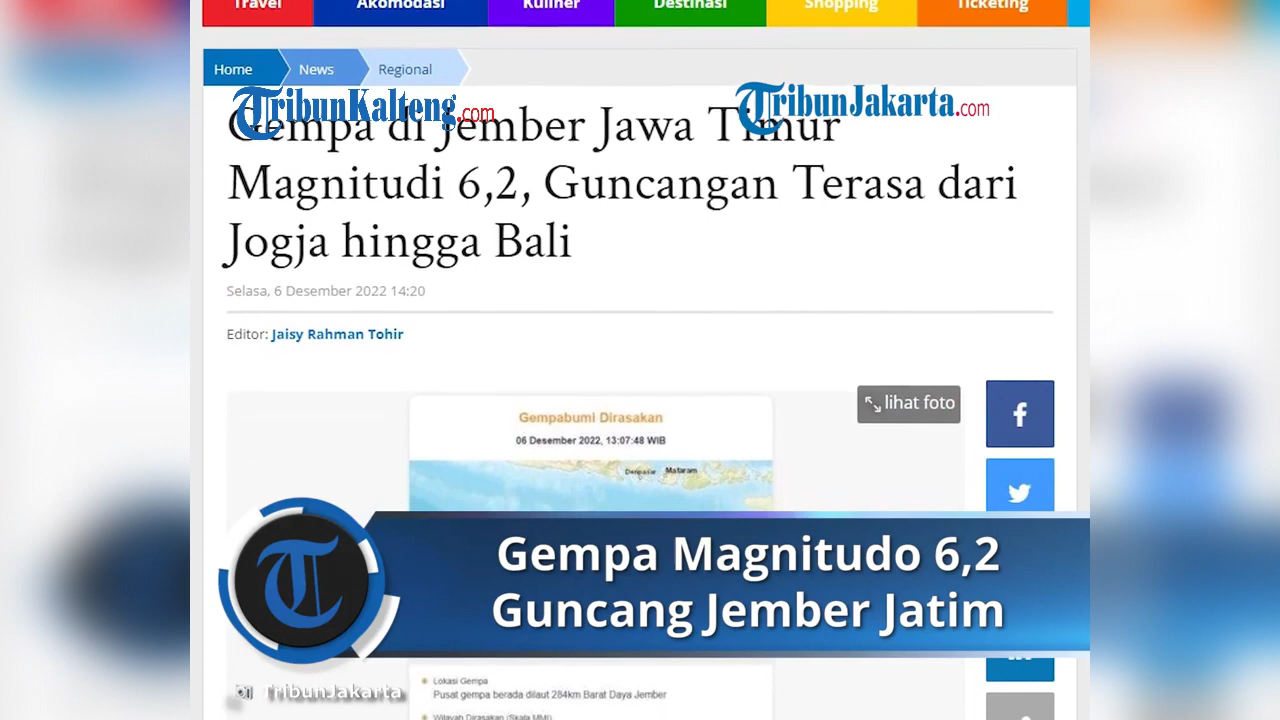 Travel
Akomodasi
Kuliner
Destinasi
Shopping
Ticketing
Home
News
Regional
TribunKalteng.com
TribunJakarta.com
Gempa di Jember Jawa Timur
Magnitudi 6,2, Guncangan Terasa dari
Jogja hingga Bali
Selasa, 6 Desember 2022 14:20
Editor: Jaisy Rahman Tohir
lihat foto
Gempabumi Dirasakan
06 Desember 2022, 13:07:48 WIB
Denpasar
Mataram
Gempa Magnitudo 6,2
Guncang Jember Jatim
Lokasi Gempa
Pusat gempa berada dilaut 284km Barat Daya Jember
TribunJakarta
Wilayah Dirasakan (Skala MMI)